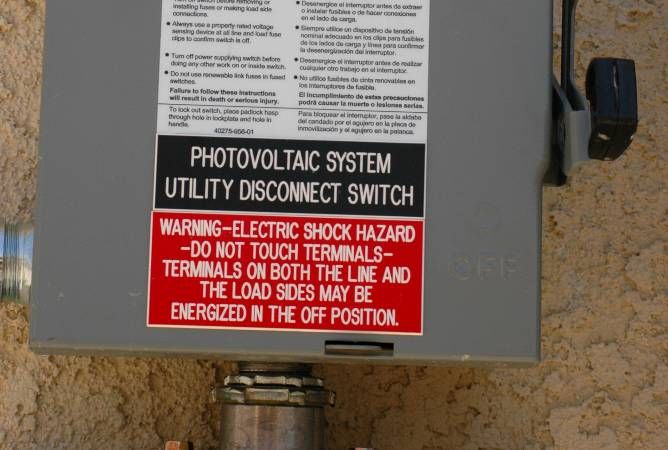 Turn off switch before removing or
installing fuses or making load side
connections.
• Always use a properly rated voltage
sensing device at all line and load fuse
clips to confirm switch is off.
• Turn off power supplying switch before
doing any other work on or inside switch.
• Do not use renewable link fuses in fused
switches.
Failure to follow these instructions
will result in death or serious injury.
To lock out switch, place padlock hasp
through hole in lockplate and hole in
handle.
40275-656-01
• Desenergice el interruptor antes de extraer
o instalar fusibles o de hacer conexiones
en el lado de carga.
• Siempre utilice un dispositivo de tensión
nominal adecuado en los clips para fusibles
de los lados de carga y línea para confirmar
la desenergización del interruptor.
• Desenergice el interruptor antes de realizar
cualquier otro trabajo en el interruptor.
• No utilice fusibles de cinta renovables en
los interruptores de fusible.
El incumplimiento de estas precauciones
podrá causar la muerte o lesiones serias.
Para bloquear el interruptor, pase la aldaba
del candado por el agujero en la placa de
inmovilización y el agujero en la palanca.
PHOTOVOLTAIC SYSTEM
UTILITY DISCONNECT SWITCH
WARNING-ELECTRIC SHOCK HAZARD
-DO NOT TOUCH TERMINALS-
TERMINALS ON BOTH THE LINE AND
THE LOAD SIDES MAY BE
ENERGIZED IN THE OFF POSITION.
OFF